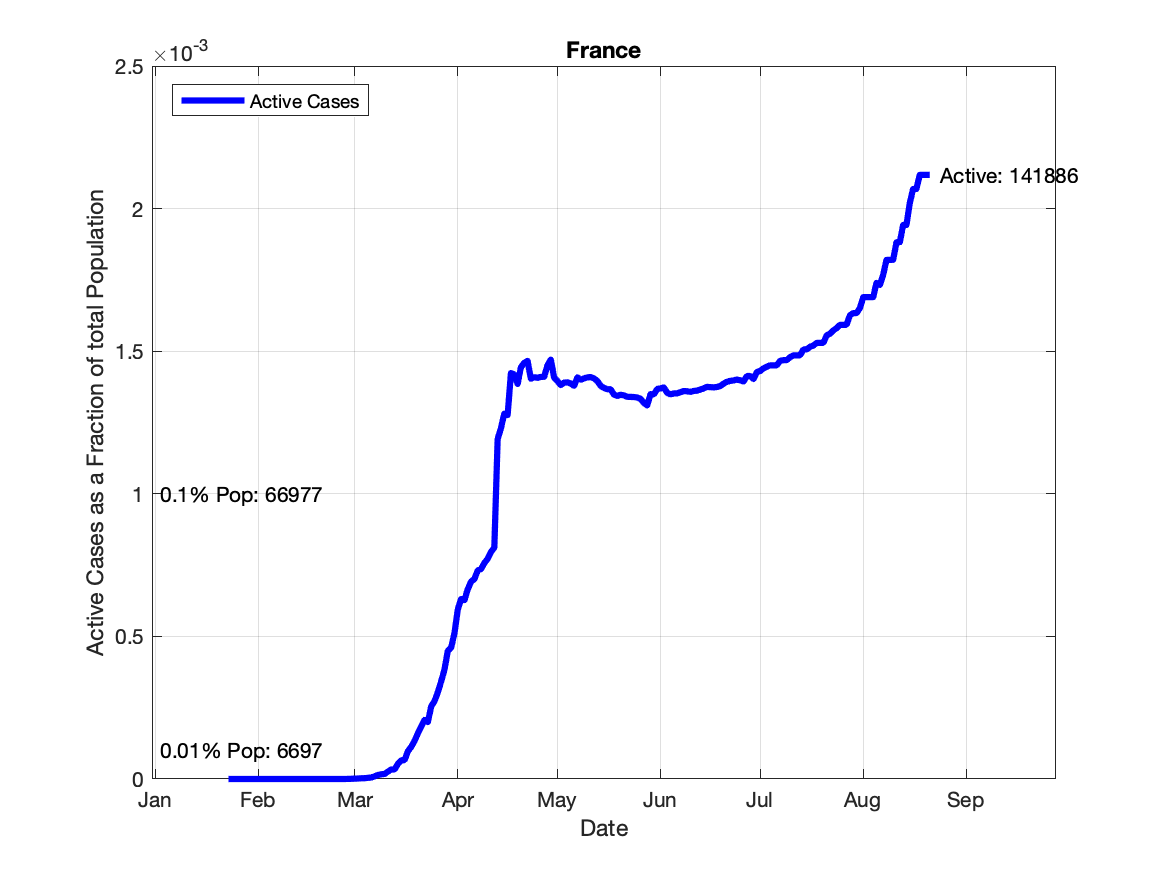 France
×10-3
2.5
Active Cases
Active: 141886
2
1.5
1
0.1% Pop: 66977
0.5
0.01% Pop: 6697
0
Active Cases as a Fraction of total Population
Jan Feb Mar Apr May Jun Jul Aug Sep
Date